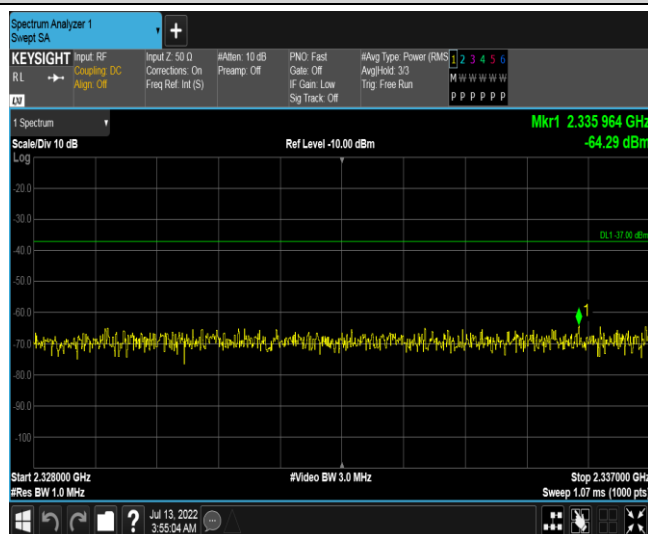 Spectrum Analyzer 1
Swept SA
+
KEYSIGHT
RL
LXI
Input: RF
Coupling: DC
Align: Off
Input Z: 50 Ω
Corrections: On
Freq Ref: Int (S)
#Atten: 10 dB
Preamp: Off
PNO: Fast
Gate: Off
IF Gain: Low
Sig Track: Off
#Avg Type: Power (RMS
Avg|Hold: 3/3
Trig: Free Run
1 2 3 4 5 6
M W W W W W
P P P P P P
1 Spectrum
Mkr1 2.335 964 GHz
Scale/Div 10 dB
Ref Level -10.00 dBm
-64.29 dBm
Log
-20.0
-30.0
DL1 -37.00 dBm
-40.0
-50.0
-60.0
1
-70.0
-80.0
-90.0
-100
Start 2.328000 GHz
#Video BW 3.0 MHz
Stop 2.337000 GHz
#Res BW 1.0 MHz
Sweep 1.07 ms (1000 pts)
?
Jul 13, 2022
3:55:04 AM